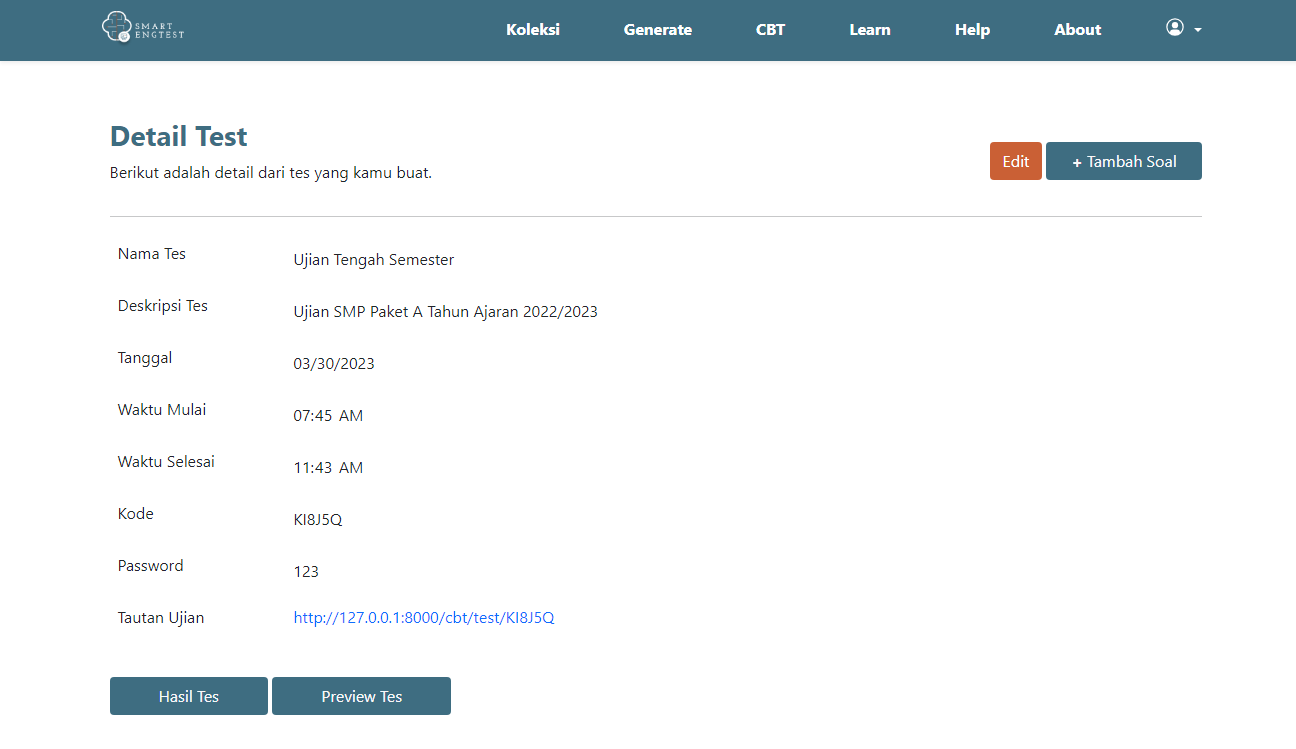 SMART
ENGTEST
Koleksi Generate CBT Learn Help About
Detail Test
Berikut adalah detail dari tes yang kamu buat.
Edit + Tambah Soal
Nama Tes Ujian Tengah Semester
Deskripsi Tes Ujian SMP Paket A Tahun Ajaran 2022/2023
Tanggal 03/30/2023
Waktu Mulai 07:45 AM
Waktu Selesai 11:43 AM
Kode KI8J5Q
Password 123
Tautan Ujian http://127.0.0.1:8000/cbt/test/KI8J5Q
Hasil Tes Preview Tes